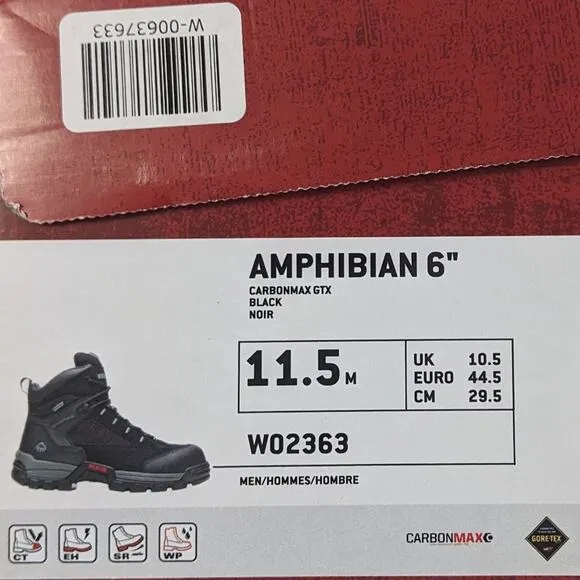 W-00637633
AMPHIBIAN 6"
CARBONMAX GTX
BLACK
NOIR
11.5 M
UK 10.5
EURO 44.5
CM 29.5
W02363
MEN/HOMMES/HOMBRE
CT EH SR WP
CARBONMAX
GORE-TEX